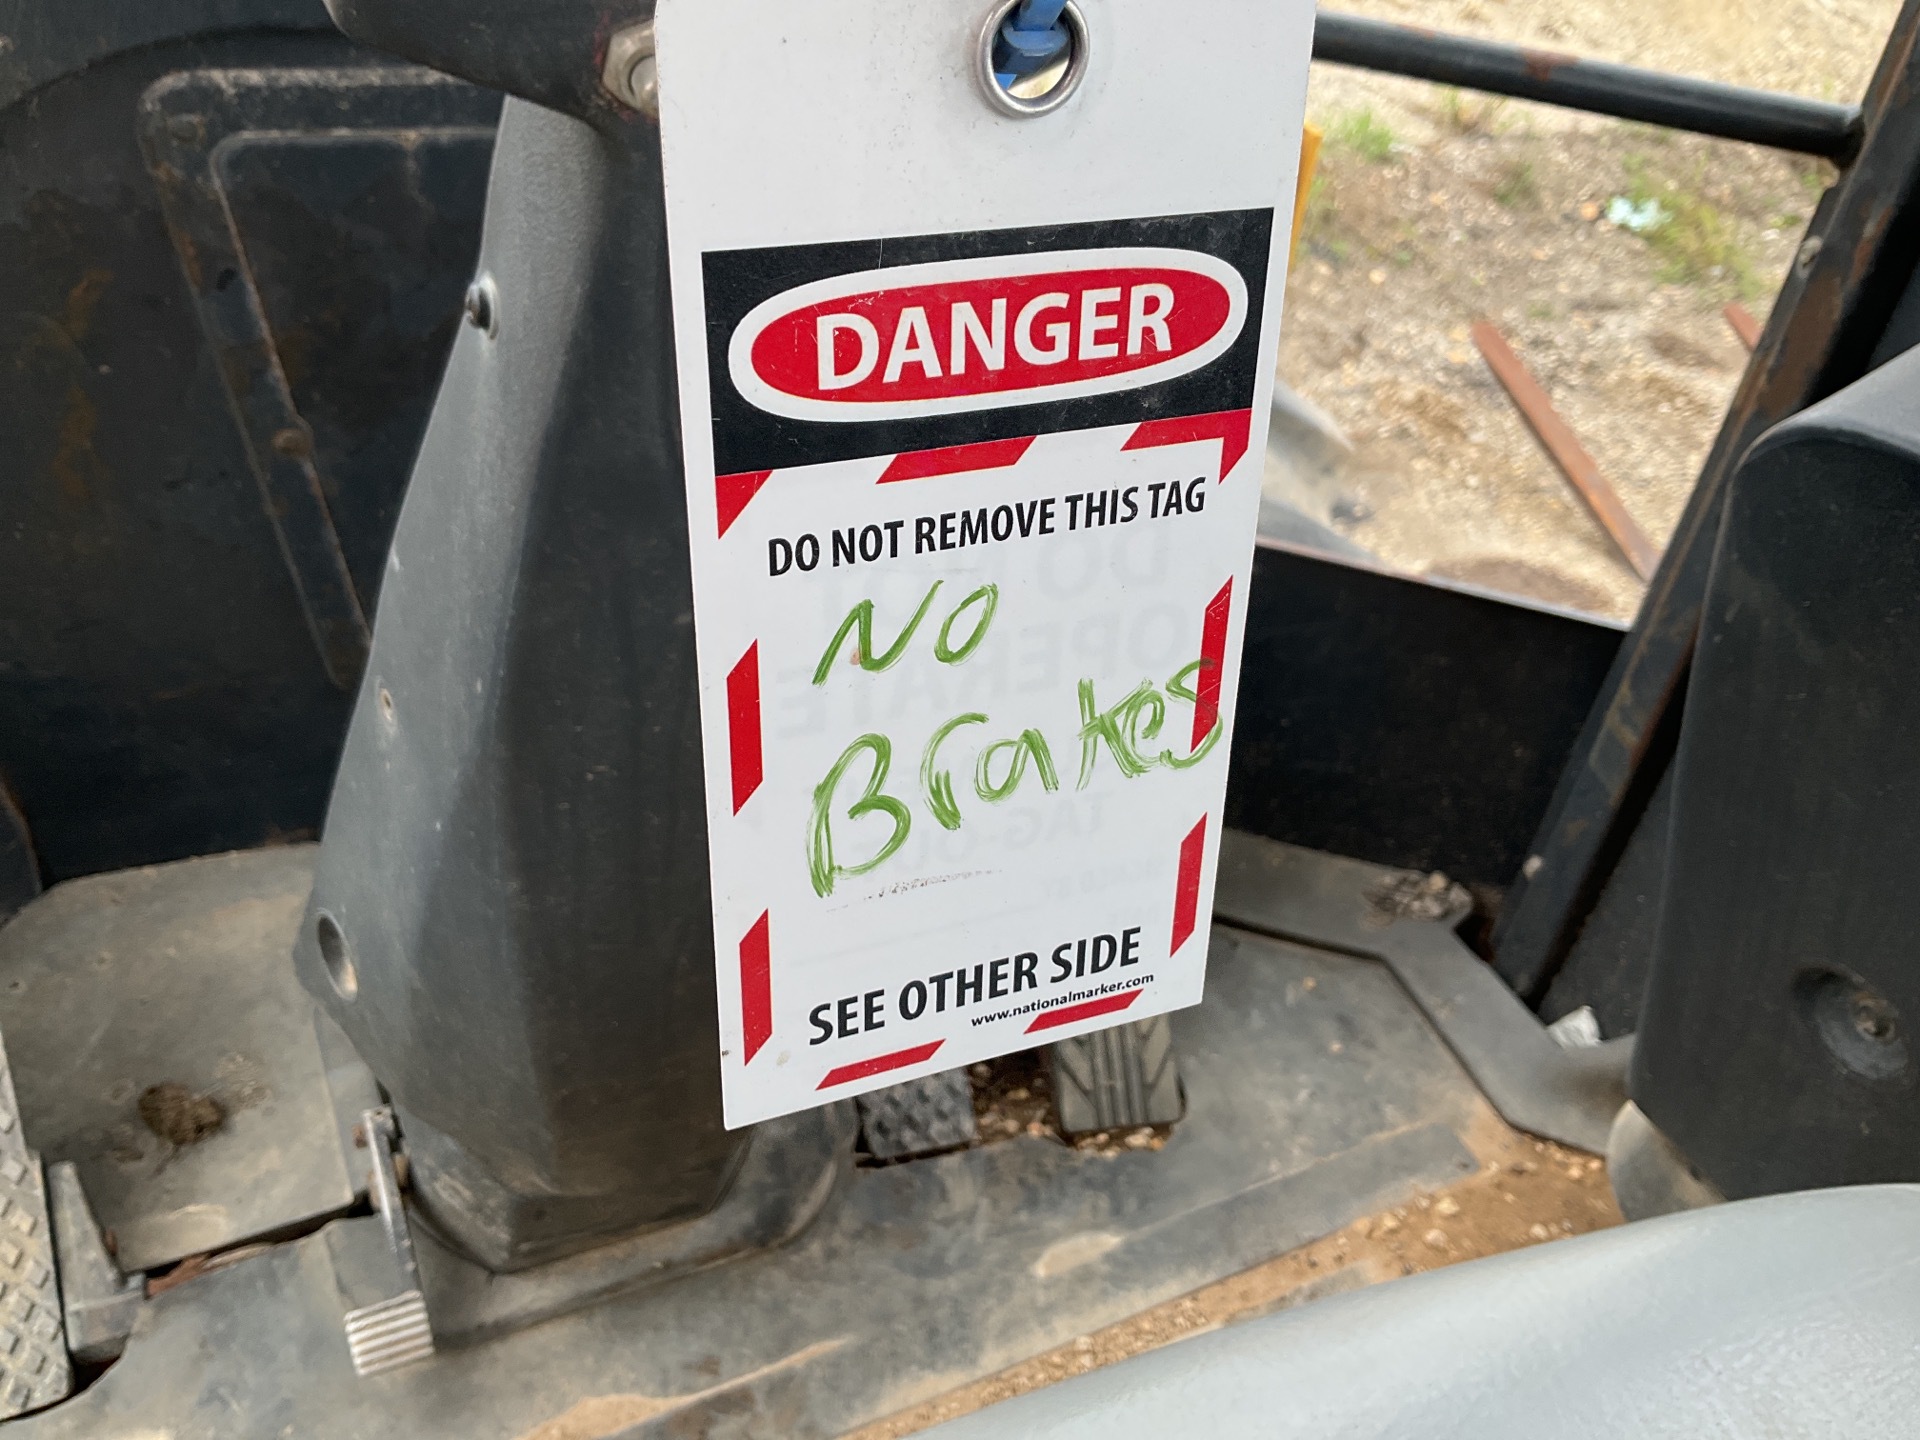 DANGER
DO NOT REMOVE THIS TAG
NO
Brakes
SEE OTHER SIDE
www.nationalmarker.com